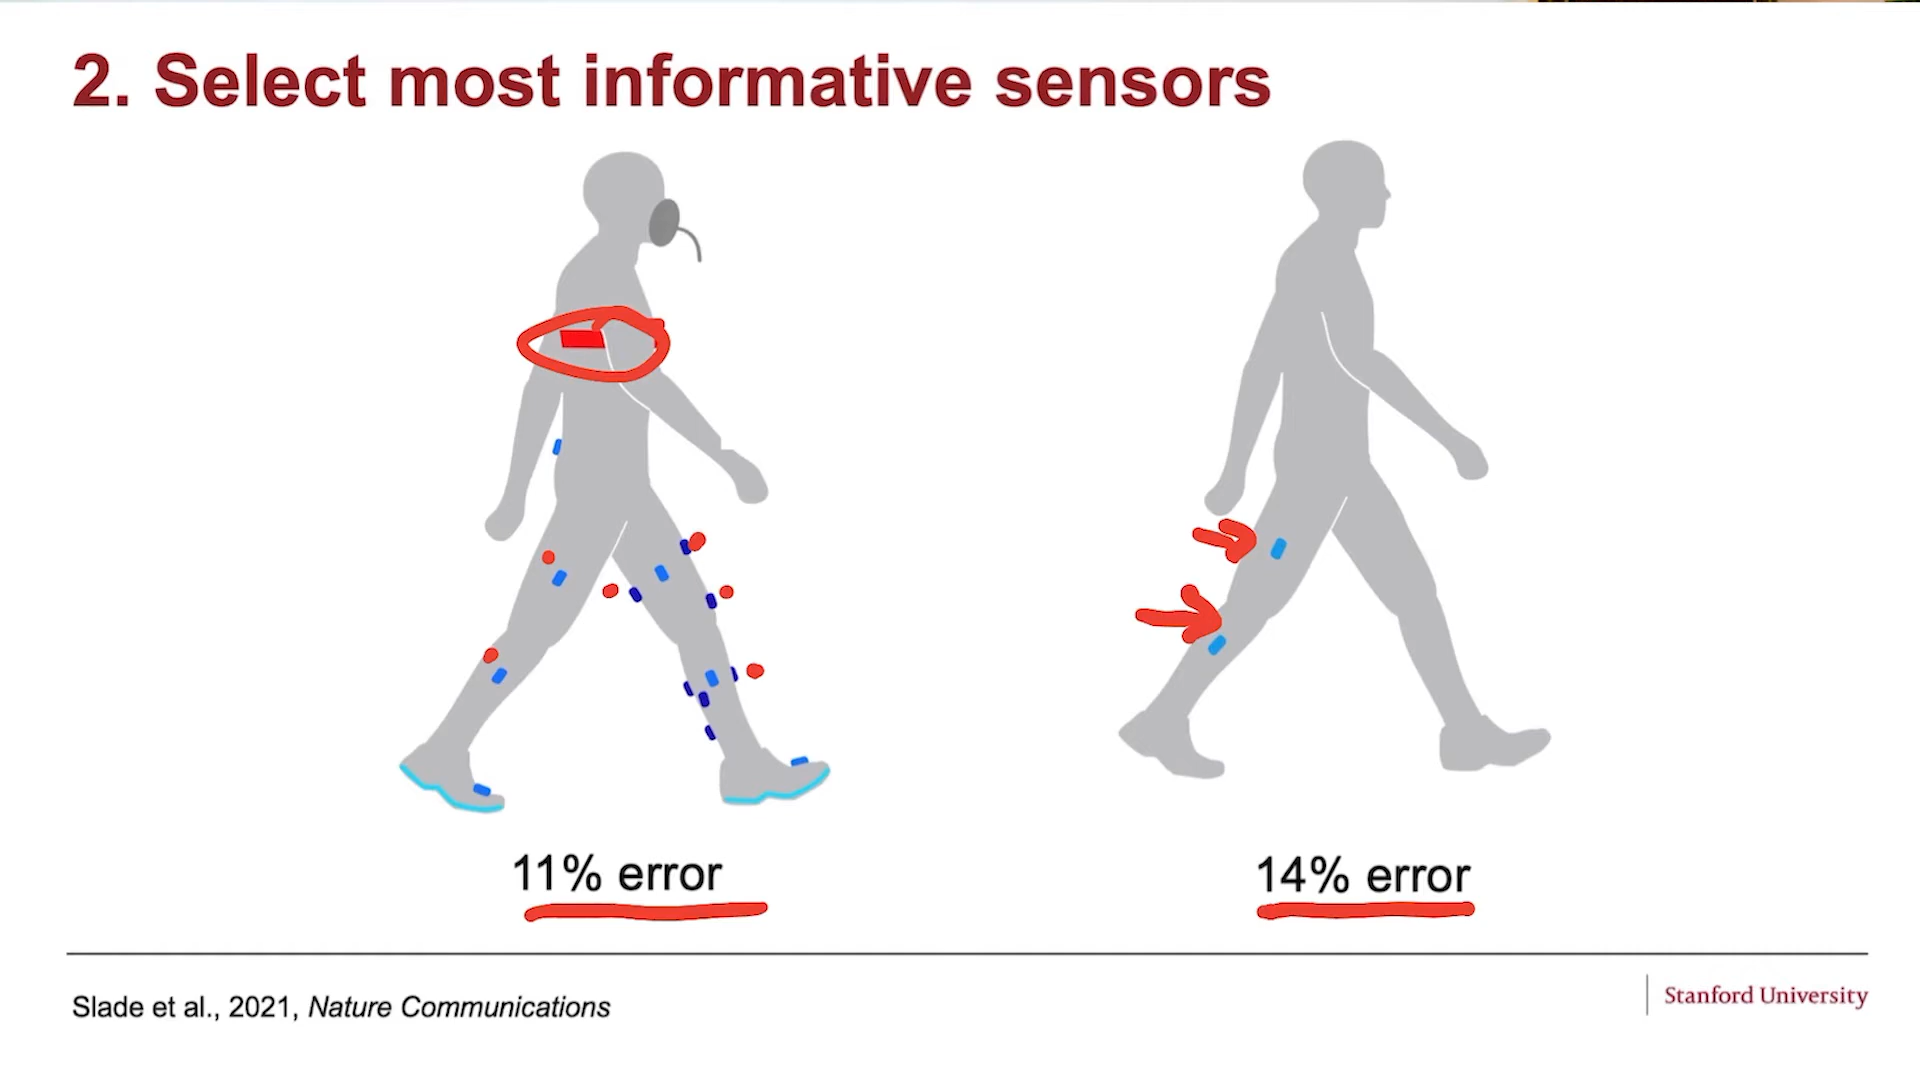 2. Select most informative sensors
11% error
14% error
Slade et al., 2021, Nature Communications
Stanford University